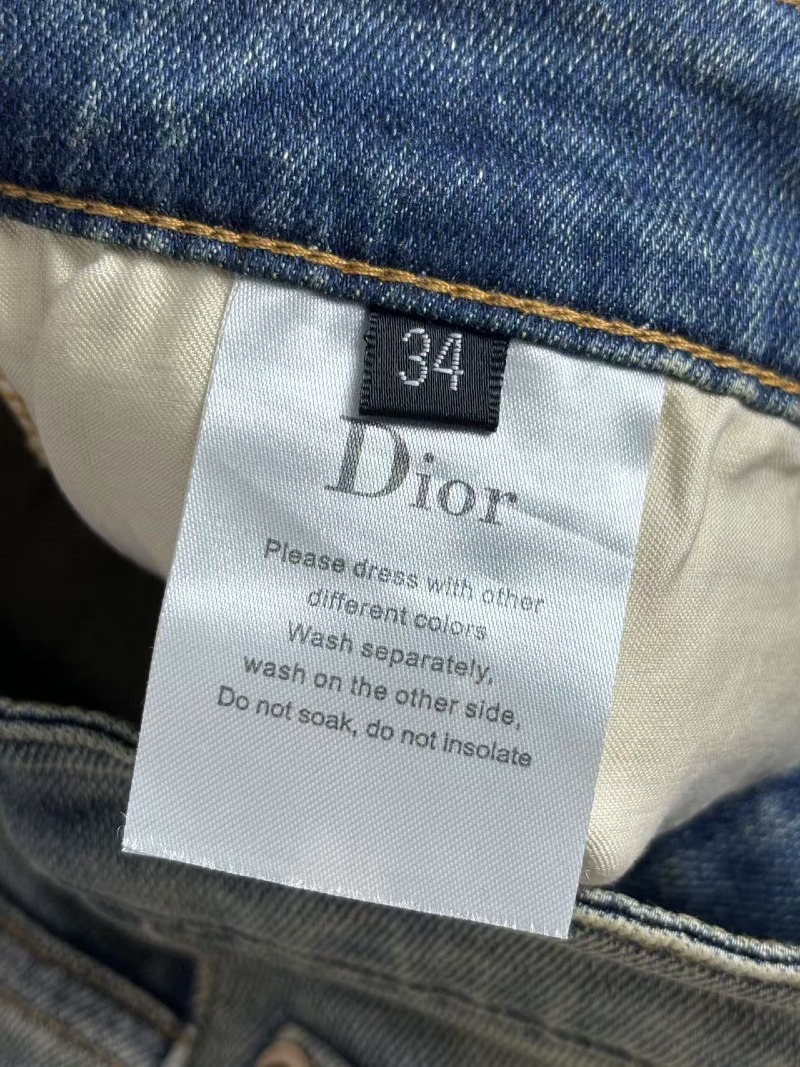 34
Dior
Please dress with other
different colors
Wash separately,
wash on the other side,
Do not soak, do not insolate